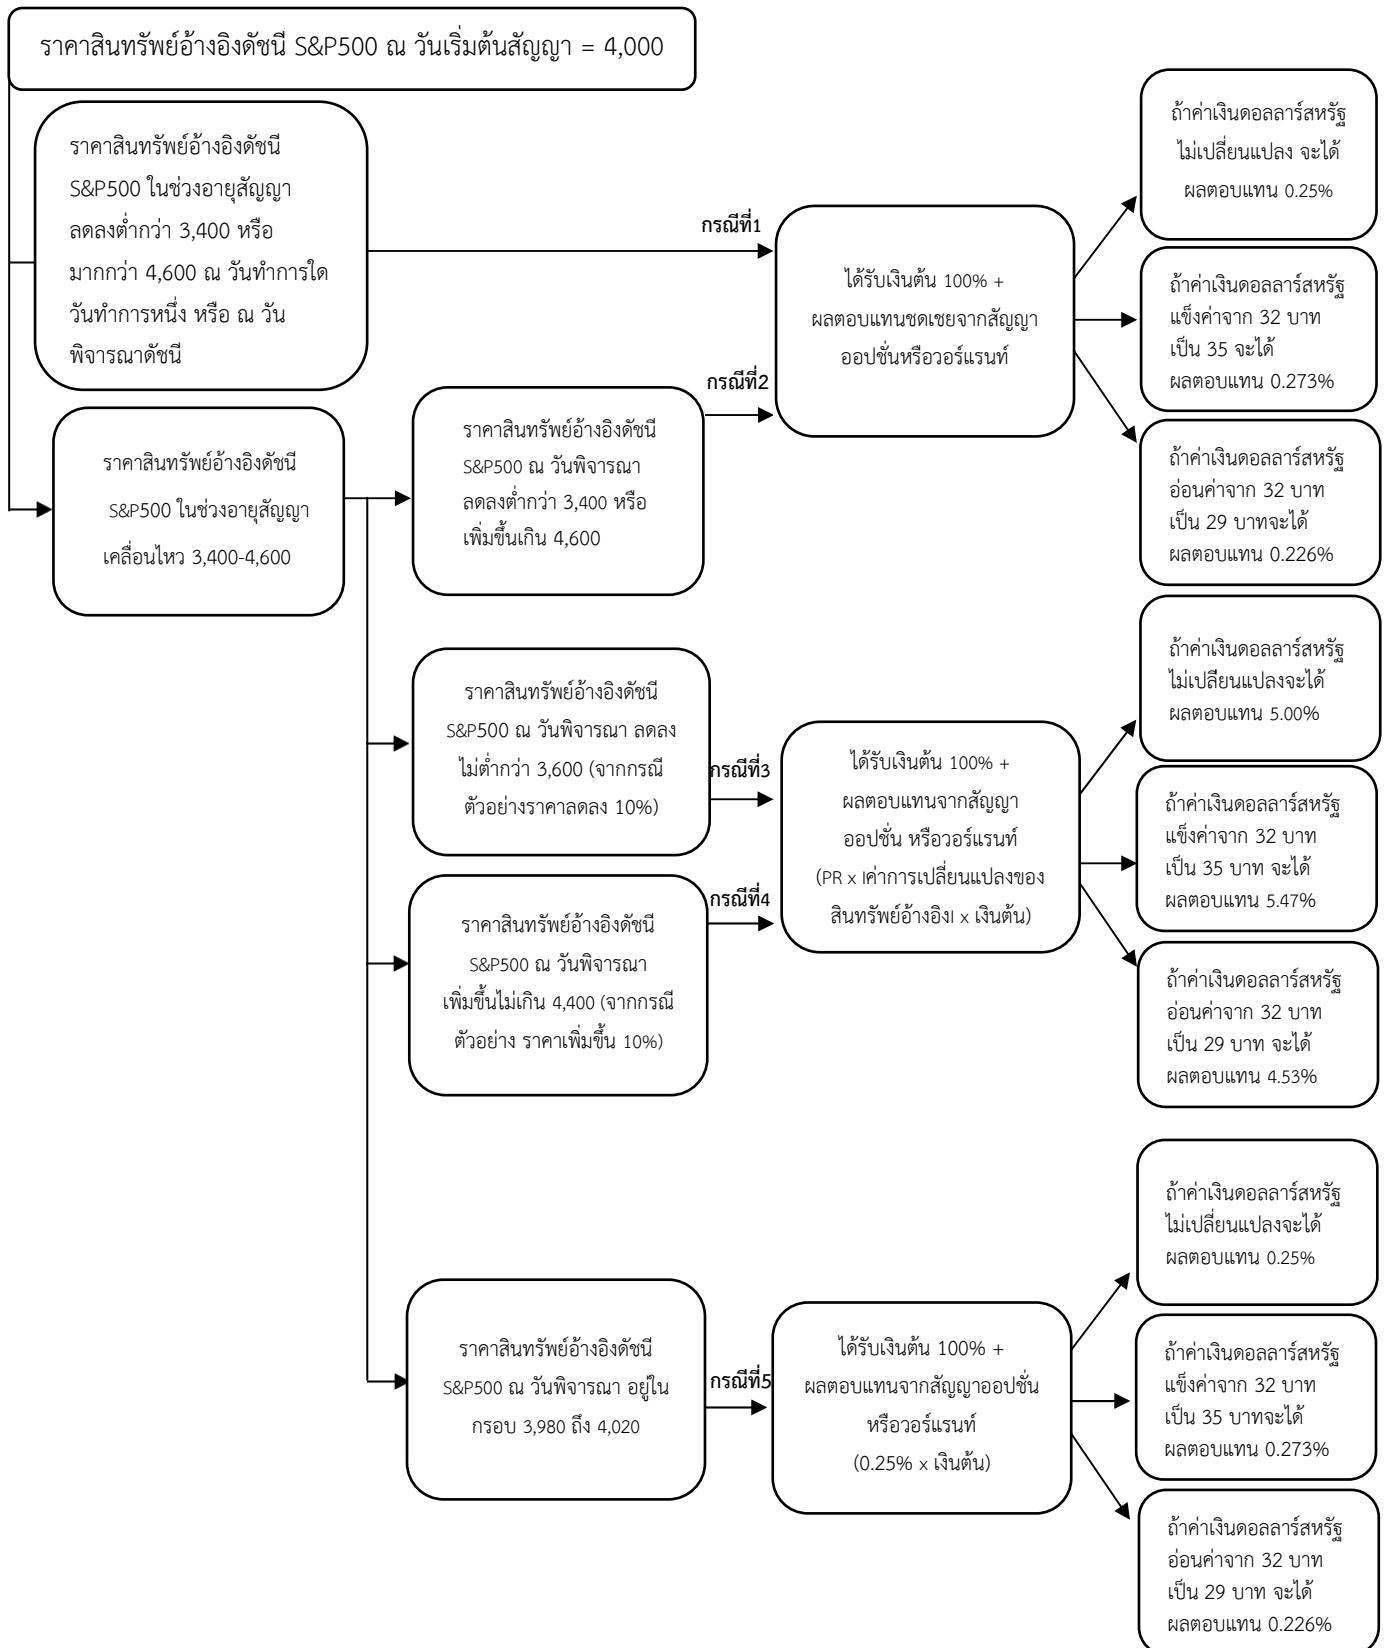 ราคาสินทรัพย์อ้างอิงดัชนี S&P500 ณ วันเริ่มต้นสัญญา = 4,000
ราคาสินทรัพย์อ้างอิงดัชนี
S&P500 ในช่วงอายุสัญญา
ลดลงต่ำกว่า 3,400 หรือ
มากกว่า 4,600 ณ วันทำการใด
วันทำการหนึ่ง หรือ ณ วัน
พิจารณาดัชนี
กรณีที่1
ได้รับเงินต้น 100% +
ผลตอบแทนชดเชยจากสัญญา
ออปชั่นหรือวอร์แรนท์
ถ้าค่าเงินดอลลาร์สหรัฐ
ไม่เปลี่ยนแปลง จะได้
ผลตอบแทน 0.25%
ถ้าค่าเงินดอลลาร์สหรัฐ
แข็งค่าจาก 32 บาท
เป็น 35 จะได้
ผลตอบแทน 0.273%
ถ้าค่าเงินดอลลาร์สหรัฐ
อ่อนค่าจาก 32 บาท
เป็น 29 บาทจะได้
ผลตอบแทน 0.226%
ราคาสินทรัพย์อ้างอิงดัชนี
S&P500 ในช่วงอายุสัญญา
เคลื่อนไหว 3,400-4,600
กรณีที่2
ราคาสินทรัพย์อ้างอิงดัชนี
S&P500 ณ วันพิจารณา
ลดลงต่ำกว่า 3,400 หรือ
เพิ่มขึ้นเกิน 4,600
ราคาสินทรัพย์อ้างอิงดัชนี
S&P500 ณ วันพิจารณา ลดลง
ไม่ต่ำกว่า 3,600 (จากกรณี
ตัวอย่างราคาลดลง 10%)
กรณีที่3
ราคาสินทรัพย์อ้างอิงดัชนี
S&P500 ณ วันพิจารณา
เพิ่มขึ้นไม่เกิน 4,400 (จากกรณี
ตัวอย่าง ราคาเพิ่มขึ้น 10%)
กรณีที่4
ได้รับเงินต้น 100% +
ผลตอบแทนจากสัญญา
ออปชั่น หรือวอร์แรนท์
(PR x Iค่าการเปลี่ยนแปลงของ
สินทรัพย์อ้างอิงI x เงินต้น)
ถ้าค่าเงินดอลลาร์สหรัฐ
ไม่เปลี่ยนแปลงจะได้
ผลตอบแทน 5.00%
ถ้าค่าเงินดอลลาร์สหรัฐ
แข็งค่าจาก 32 บาท
เป็น 35 บาท จะได้
ผลตอบแทน 5.47%
ถ้าค่าเงินดอลลาร์สหรัฐ
อ่อนค่าจาก 32 บาท
เป็น 29 บาท จะได้
ผลตอบแทน 4.53%
ราคาสินทรัพย์อ้างอิงดัชนี
S&P500 ณ วันพิจารณา อยู่ใน
กรอบ 3,980 ถึง 4,020
กรณีที่5
ได้รับเงินต้น 100% +
ผลตอบแทนจากสัญญาออปชั่น
หรือวอร์แรนท์
(0.25% x เงินต้น)
ถ้าค่าเงินดอลลาร์สหรัฐ
ไม่เปลี่ยนแปลงจะได้
ผลตอบแทน 0.25%
ถ้าค่าเงินดอลลาร์สหรัฐ
แข็งค่าจาก 32 บาท
เป็น 35 บาทจะได้
ผลตอบแทน 0.273%
ถ้าค่าเงินดอลลาร์สหรัฐ
อ่อนค่าจาก 32 บาท
เป็น 29 บาท จะได้
ผลตอบแทน 0.226%